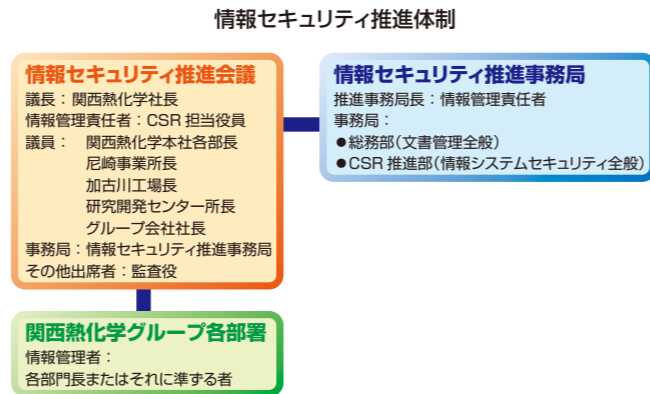 情報セキュリティ推進体制
情報セキュリティ推進会議
議長：関西熱化学社長
情報管理責任者：CSR 担当役員
議員：　関西熱化学本社各部長
尼崎事業所長
加古川工場長
研究開発センター所長
グループ会社社長
事務局：情報セキュリティ推進事務局
その他出席者：監査役
情報セキュリティ推進事務局
推進事務局長：情報管理責任者
事務局：
●総務部（文書管理全般）
●CSR 推進部（情報システムセキュリティ全般）
関西熱化学グループ各部署
情報管理者：
各部門長またはそれに準ずる者